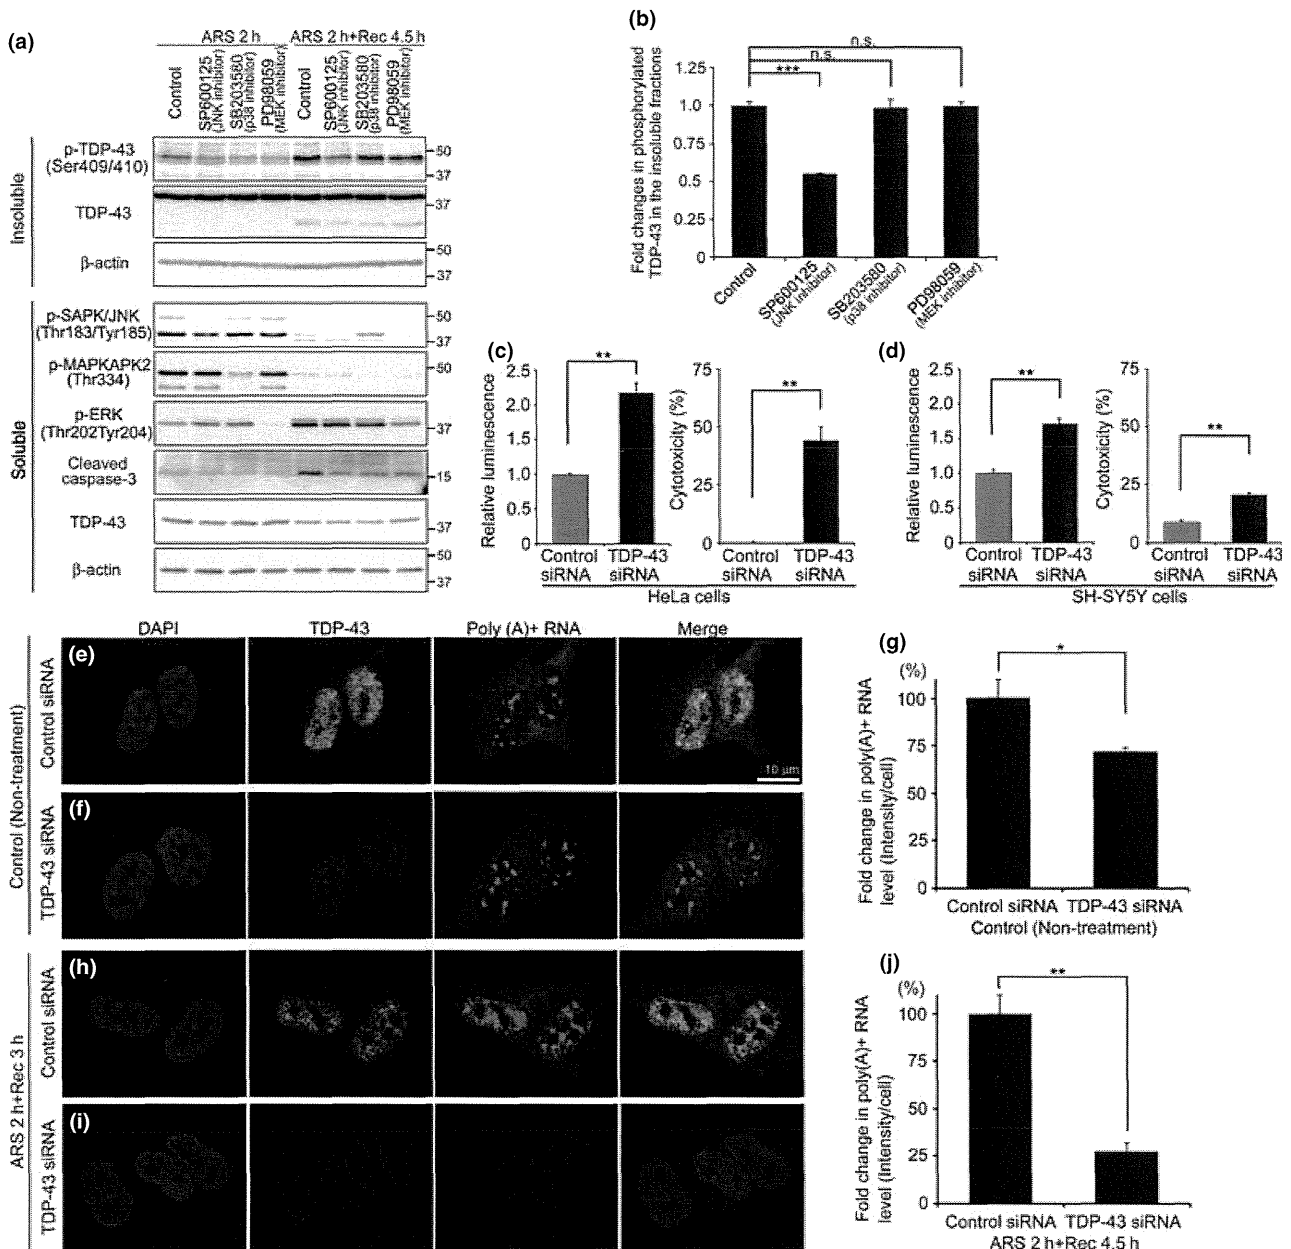 (a)
ARS 2 h
ARS 2 h+Rec 4.5 h
Control
SP600125
(JNK inhibitor)
SB203580
(p38 inhibitor)
PD98059
(MEK inhibitor)
Control
SP600125
(JNK inhibitor)
SB203580
(p38 inhibitor)
PD98059
(MEK inhibitor)
Insoluble
p-TDP-43
(Ser409/410)
50
37
TDP-43
37
β-actin
50
37
Soluble
p-SAPK/JNK
(Thr183/Tyr185)
50
37
p-MAPKAPK2
(Thr334)
50
p-ERK
(Thr202Tyr204)
37
Cleaved
caspase-3
15
TDP-43
37
β-actin
50
37
(b)
Fold changes in phosphorylated
TDP-43 in the insoluble fractions
n.s.
n.s.
***
1.25
1.0
0.75
0.5
0.25
0
Control
SP600125
(JNK inhibitor)
SB203580
(p38 inhibitor)
PD98059
(MEK inhibitor)
(c)
Relative luminescence
2.5
2.0
1.5
1.0
0.5
0
**
Control
siRNA
TDP-43
siRNA
Cytotoxicity (%)
75
50
25
0
**
Control
siRNA
TDP-43
siRNA
HeLa cells
(d)
Relative luminescence
2.5
2.0
1.5
1.0
0.5
0
**
Control
siRNA
TDP-43
siRNA
Cytotoxicity (%)
75
50
25
0
**
Control
siRNA
TDP-43
siRNA
SH-SY5Y cells
DAPI
TDP-43
Poly (A)+ RNA
Merge
Control (Non-treatment)
Control siRNA
(e)
10 μm
TDP-43 siRNA
(f)
ARS 2 h+Rec 3 h
Control siRNA
(h)
TDP-43 siRNA
(i)
(g)
Fold change in poly(A)+ RNA
level (Intensity/cell)
(%)
100
75
50
25
0
*
Control siRNA
TDP-43 siRNA
Control (Non-treatment)
(j)
Fold change in poly(A)+ RNA
level (Intensity/cell)
(%)
100
75
50
25
0
**
Control siRNA
TDP-43 siRNA
ARS 2 h+Rec 4.5 h